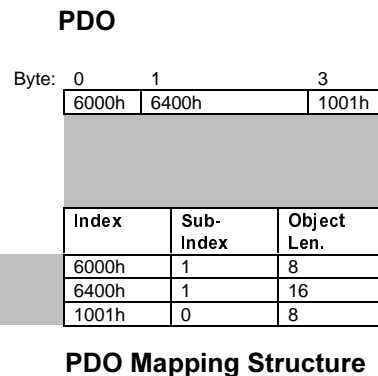 PDO
Byte: 0 1 3
6000h 6400h 1001h
Index Sub- Object
Index Len.
6000h 1 8
6400h 1 16
1001h 0 8
PDO Mapping Structure